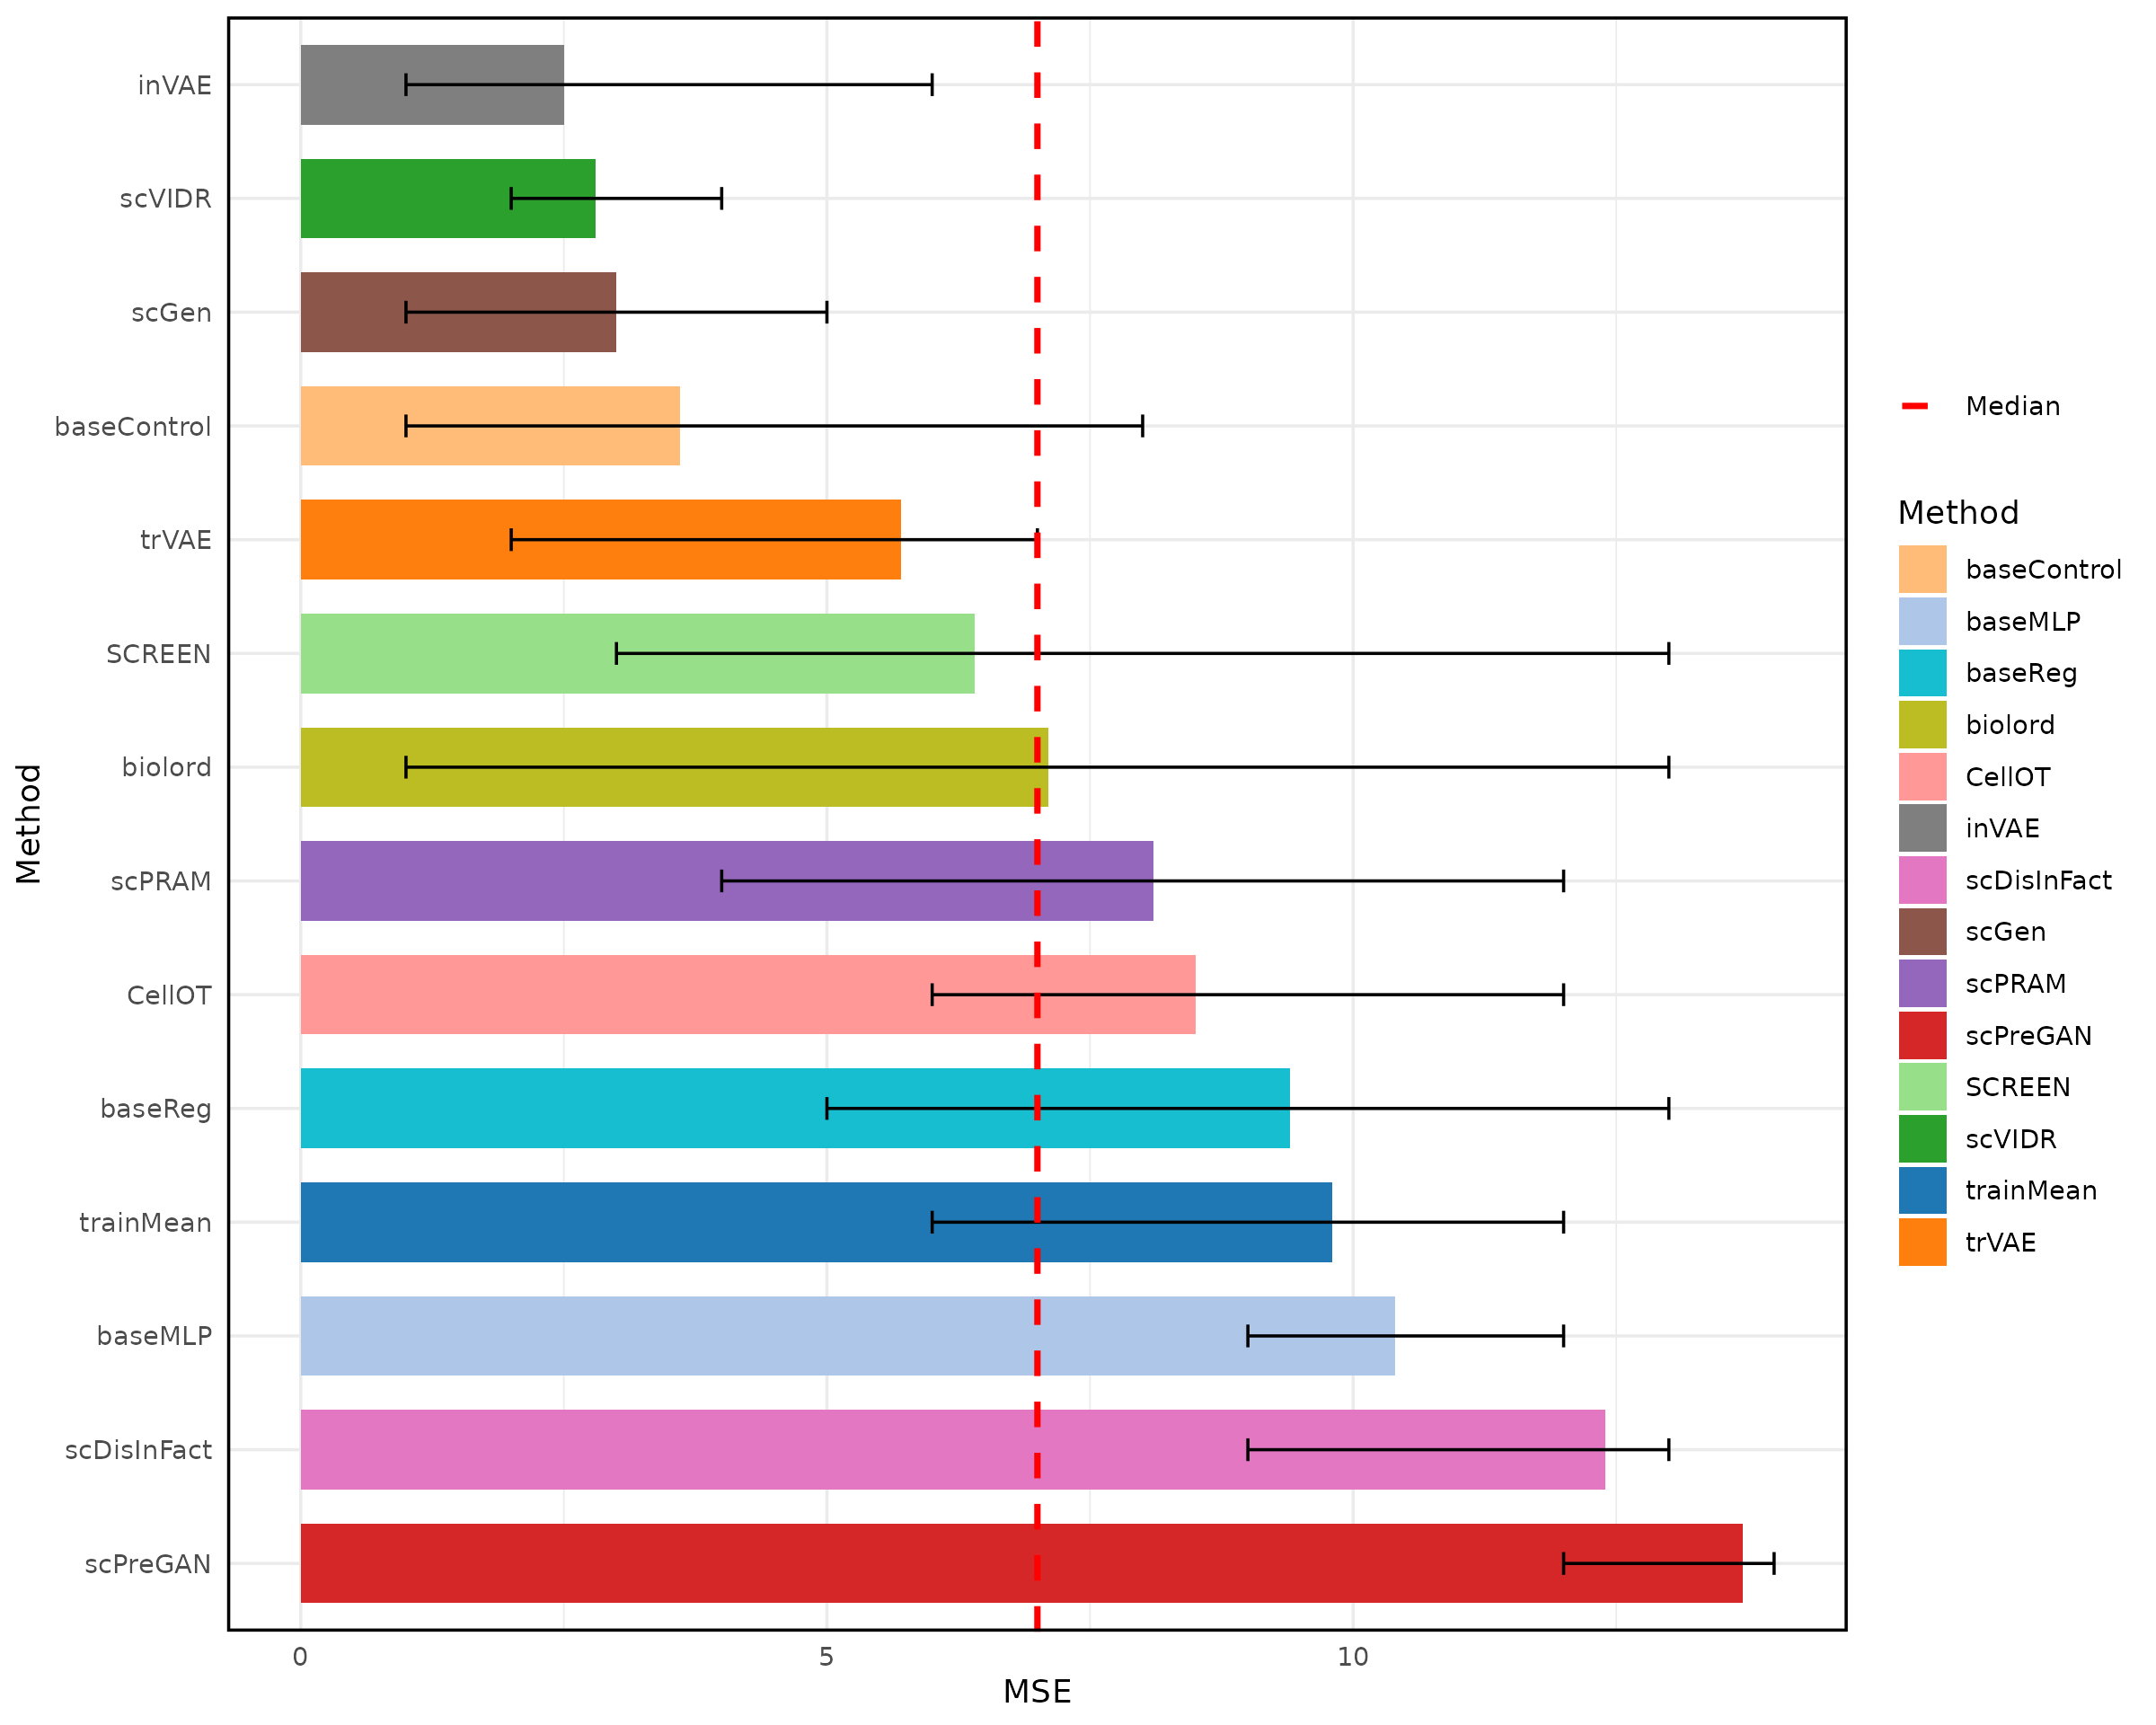 inVAE
scVIDR
scGen
baseControl
trVAE
SCREEN
biolord
scPRAM
CellOT
baseReg
trainMean
baseMLP
scDisInFact
scPreGAN
Method
0 5 10
MSE
Median
Method
baseControl
baseMLP
baseReg
biolord
CellOT
inVAE
scDisInFact
scGen
scPRAM
scPreGAN
SCREEN
scVIDR
trainMean
trVAE